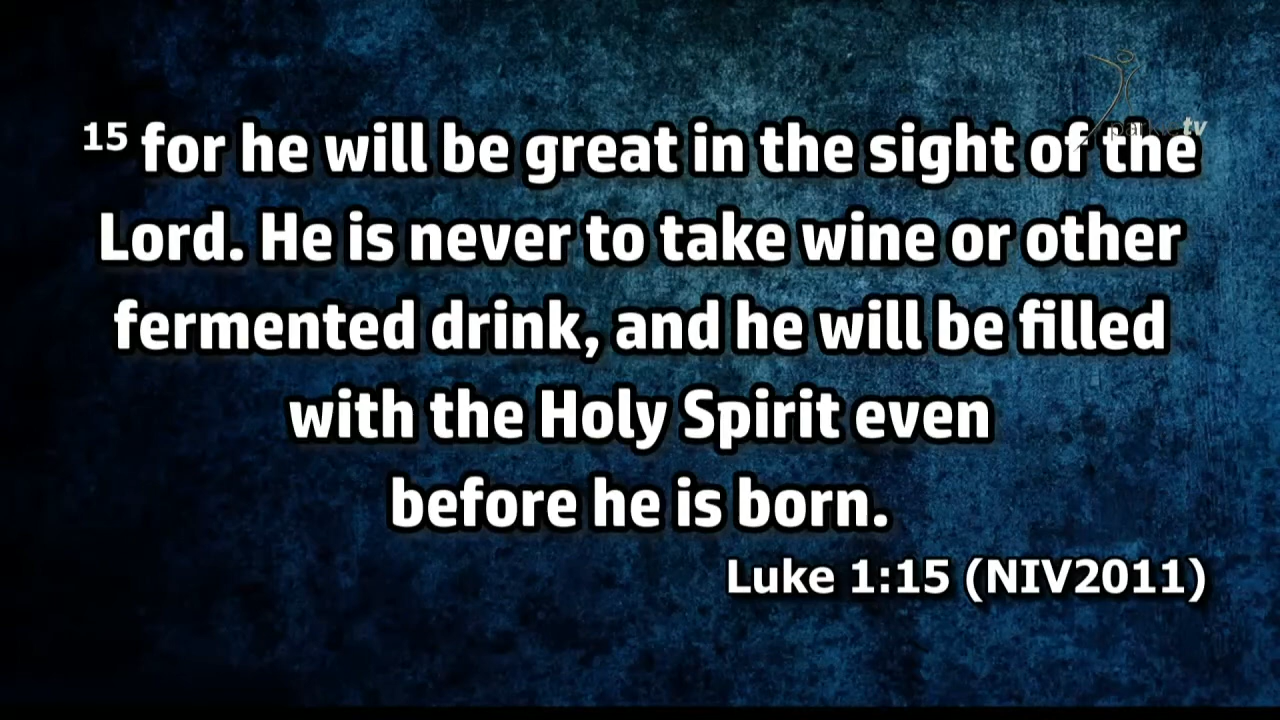 15 for he will be great in the sight of the
Lord. He is never to take wine or other
fermented drink, and he will be filled
with the Holy Spirit even
before he is born.
Luke 1:15 (NIV2011)
tv